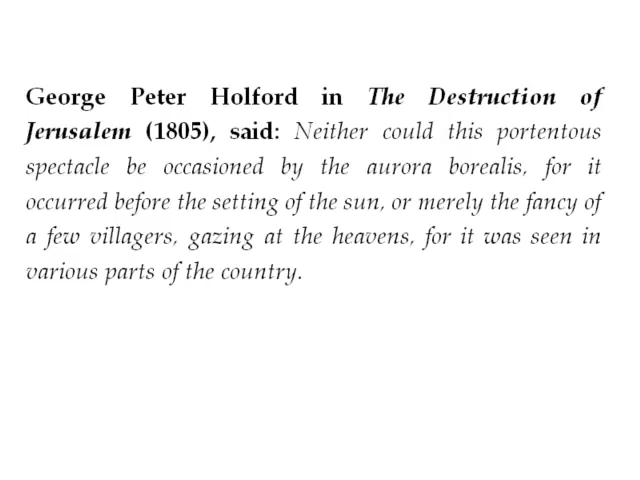 George Peter Holford in The Destruction of
Jerusalem (1805), said: Neither could this portentous
spectacle be occasioned by the aurora borealis, for it
occurred before the setting of the sun, or merely the fancy of
a few villagers, gazing at the heavens, for it was seen in
various parts of the country.